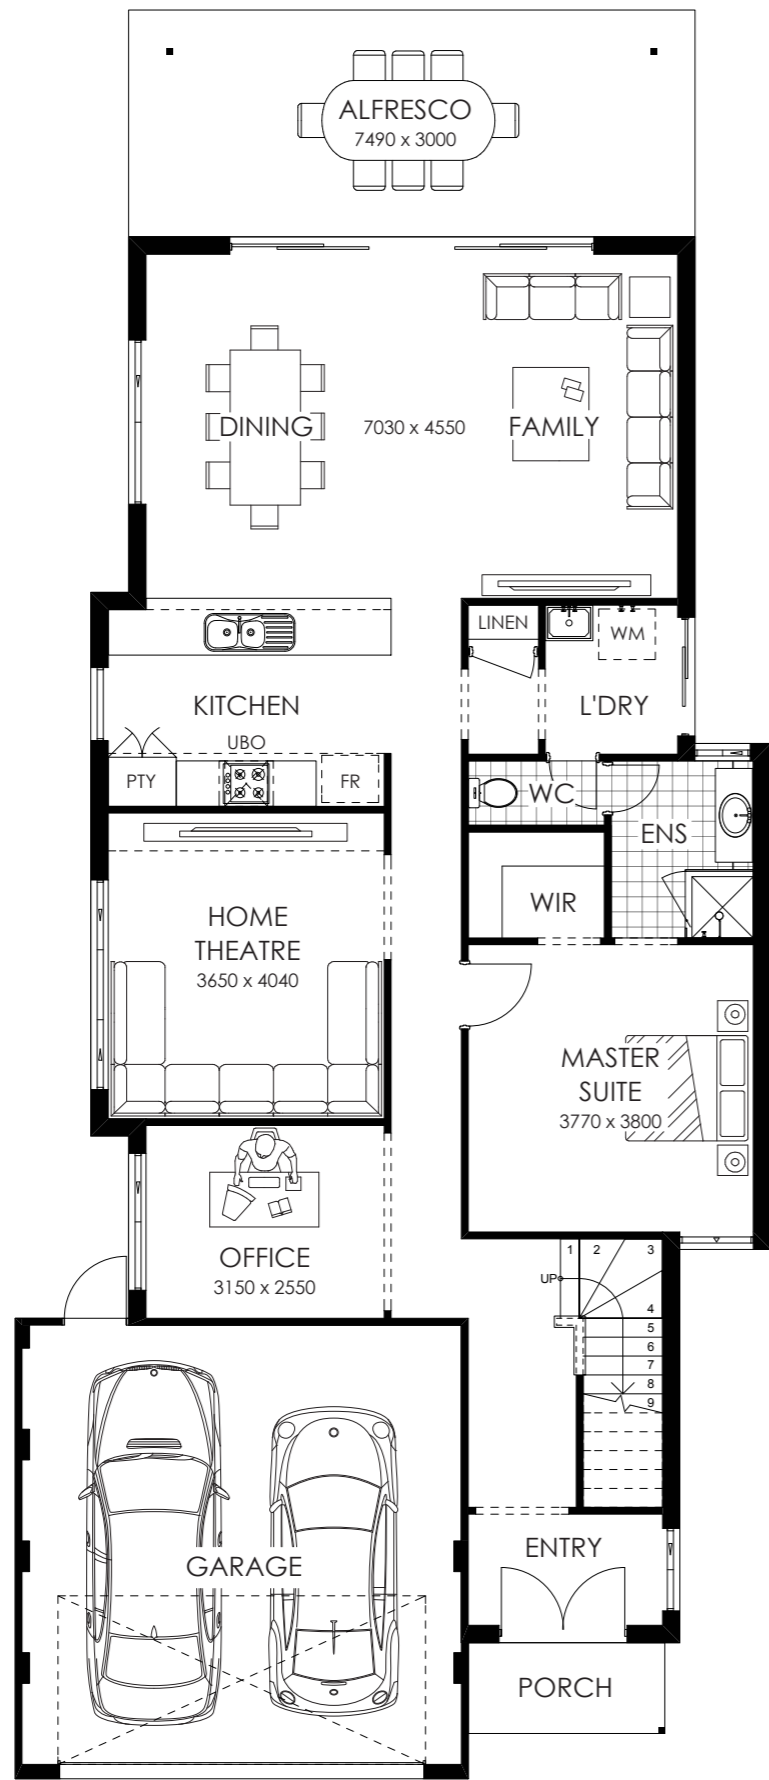 ALFRESCO
7490 x 3000
DINING
7030 x 4550
FAMILY
LINEN
WM
KITCHEN
L'DRY
UBO
PTY
FR
WC
ENS
HOME
THEATRE
3650 x 4040
WIR
MASTER
SUITE
3770 x 3800
OFFICE
3150 x 2550
1
2
3
UP
4
5
6
7
8
9
ENTRY
GARAGE
PORCH